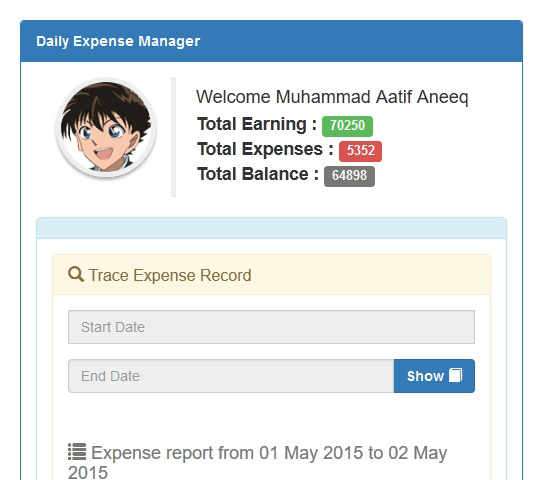 Daily Expense Manager
Welcome Muhammad Aatif Aneeq
Total Earning : 70250
Total Expenses : 5352
Total Balance : 64898
Trace Expense Record
Start Date
End Date
Show
Expense report from 01 May 2015 to 02 May
2015